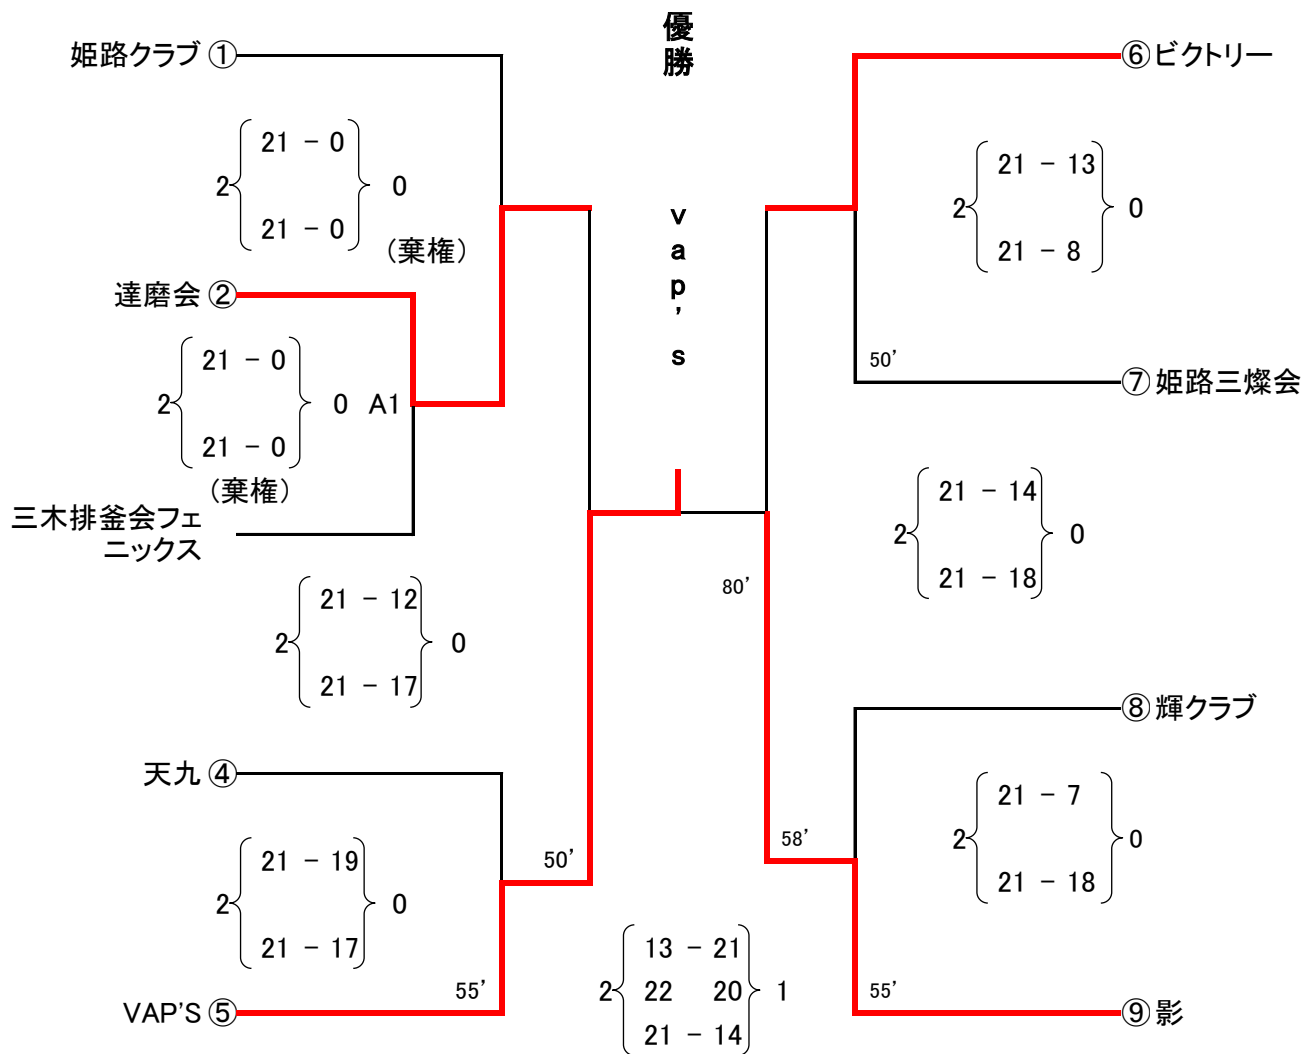 優勝
vap's
姫路クラブ ①
2 21 − 0 0
21 − 0
(棄権)
達磨会 ②
2 21 − 0 0 A1
21 − 0
(棄権)
三木排釜会フェ
ニックス
2 21 − 12 0
21 − 17
天九 ④
2 21 − 19 0
21 − 17
50'
55'
VAP'S ⑤
⑥ ビクトリー
2 21 − 13 0
21 − 8
50'
⑦ 姫路三燦会
2 21 − 14 0
21 − 18
80'
⑧ 輝クラブ
2 21 − 7 0
21 − 18
58'
55'
⑨ 影
13 − 21
2 22 20 1
21 − 14